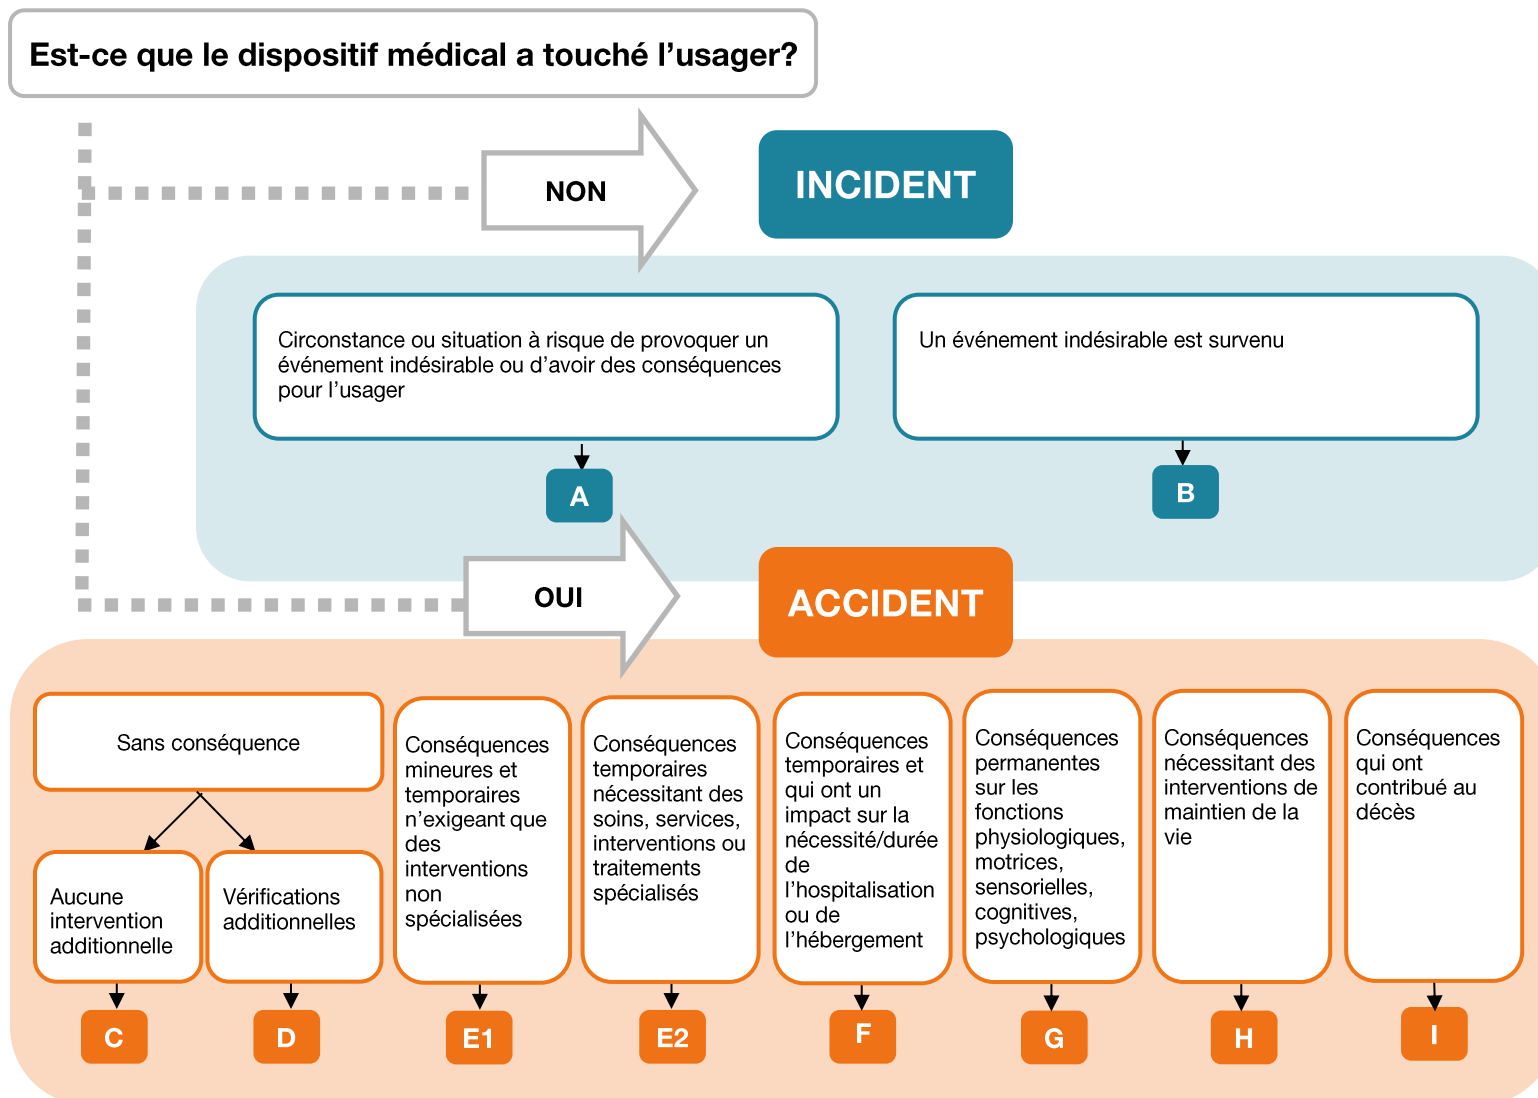 Est-ce que le dispositif médical a touché l’usager?
NON
INCIDENT
Circonstance ou situation à risque de provoquer un
événement indésirable ou d’avoir des conséquences
pour l’usager
Un événement indésirable est survenu
A
B
OUI
ACCIDENT
Sans conséquence
Aucune
intervention
additionnelle
Vérifications
additionnelles
Conséquences
mineures et
temporaires
n’exigeant que
des
interventions
non
spécialisées
Conséquences
temporaires
nécessitant des
soins, services,
interventions ou
traitements
spécialisés
Conséquences
temporaires et
qui ont un
impact sur la
nécessité/durée
de
l’hospitalisation
ou de
l’hébergement
Conséquences
permanentes
sur les
fonctions
physiologiques,
motrices,
sensorielles,
cognitives,
psychologiques
Conséquences
nécessitant des
interventions de
maintien de la
vie
Conséquences
qui ont
contribué au
décès
C
D
E1
E2
F
G
H
I